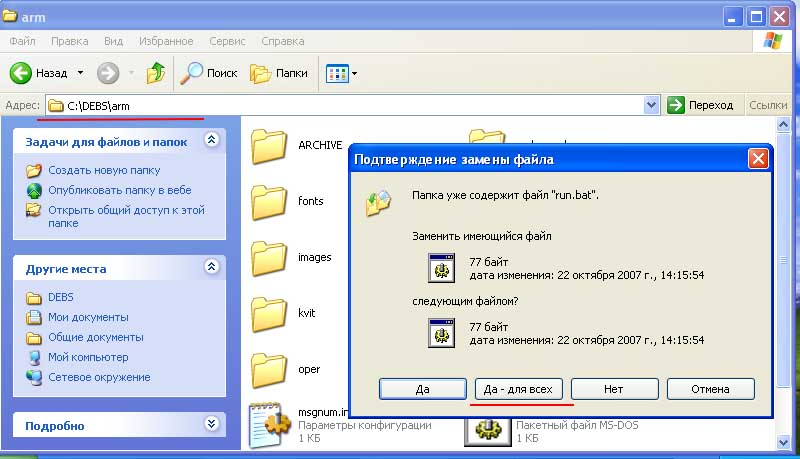 arm
Файл Правка Вид Избранное Сервис Справка
Назад Поиск Папки
Адрес: C:\DEBS\arm Переход Ссылки
Задачи для файлов и папок
Создать новую папку
Опубликовать папку в вебе
Открыть общий доступ к этой
папке
Другие места
DEBS
Мои документы
Общие документы
Мой компьютер
Сетевое окружение
Подробно
ARCHIVE
fonts
images
kvit
oper
msgnum.in
Параметры конфигурации
1 КБ
Пакетный файл MS-DOS
1 КБ
Подтверждение замены файла
Папка уже содержит файл "run.bat".
Заменить имеющийся файл
77 байт
дата изменения: 22 октября 2007 г., 14:15:54
следующим файлом?
77 байт
дата изменения: 22 октября 2007 г., 14:15:54
Да Да - для всех Нет Отмена